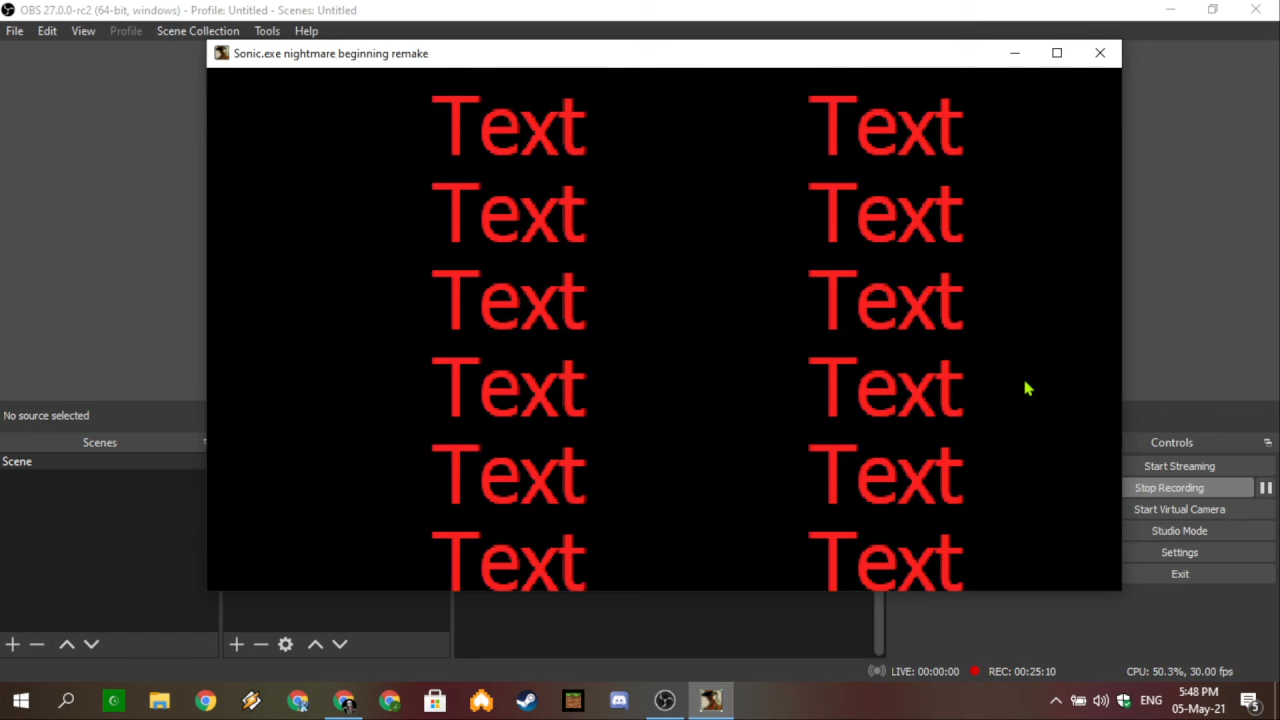 OBS 27.0.0-rc2 (64-bit, windows) - Profile: Untitled - Scenes: Untitled
File Edit View Profile Scene Collection Tools Help
Sonic.exe nightmare beginning remake
Text Text
Text Text
Text Text
Text Text
Text Text
Text Text
No source selected
Scenes
Scene
Controls
Start Streaming
Stop Recording
Start Virtual Camera
Studio Mode
Settings
Exit
LIVE: 00:00:00 REC: 00:25:10 CPU: 50.3%, 30.00 fps
ENG
5:48 PM
05-May-21
5